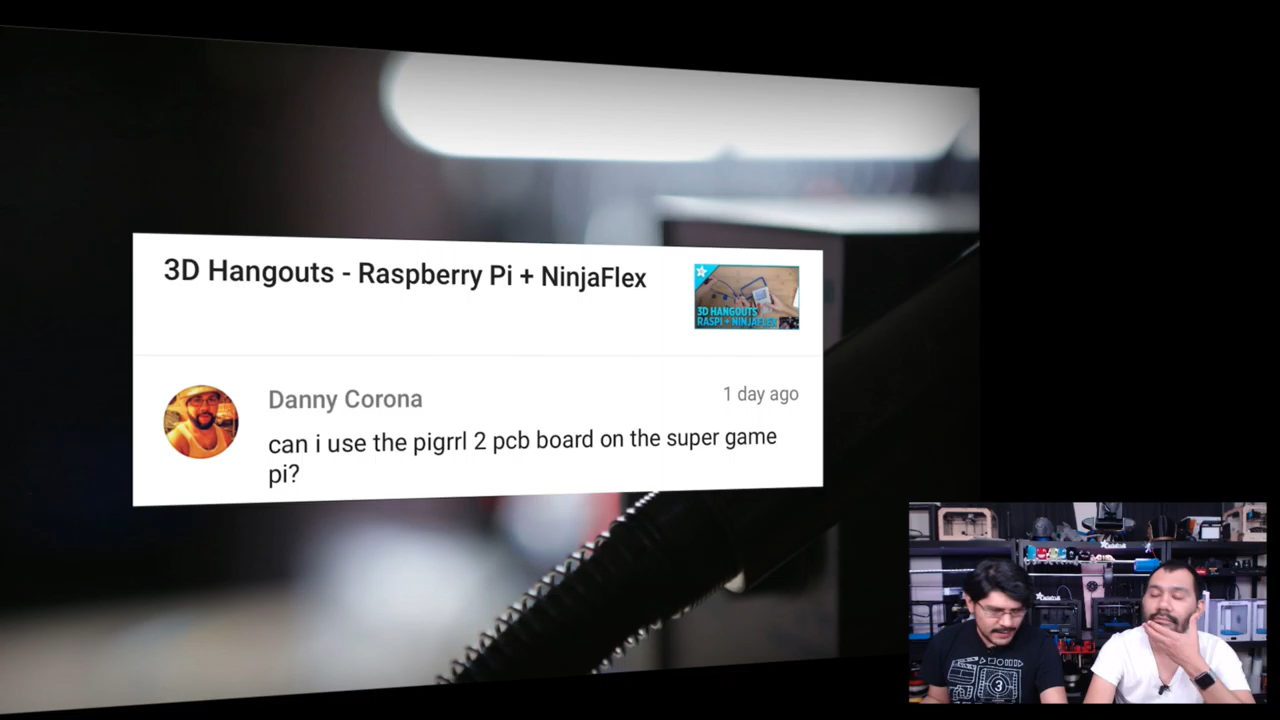 3D Hangouts - Raspberry Pi + NinjaFlex
3D HANGOUTS
RASPI + NINJAFLEX
Danny Corona
1 day ago
can i use the pigrrl 2 pcb board on the super game
pi?
3